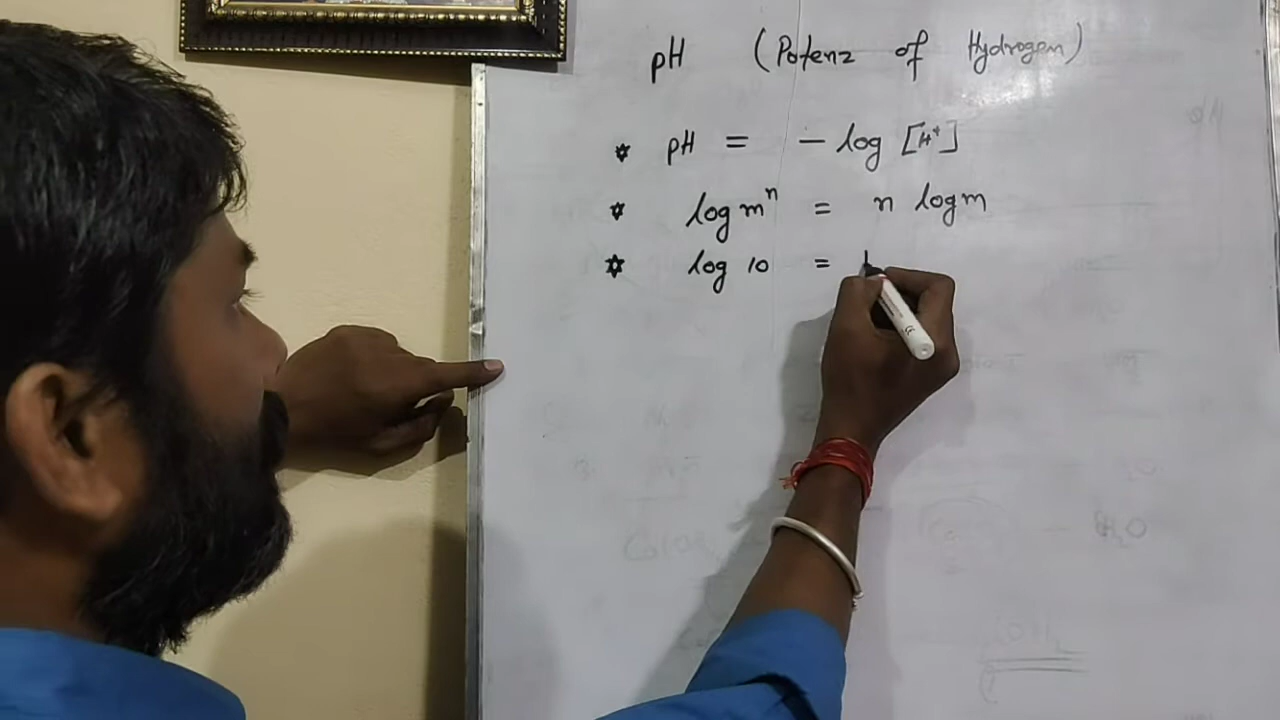 pH (Potenz of Hydrogen)
* pH = - log [H⁺]
* log mⁿ = n log m
* log 10 = 1